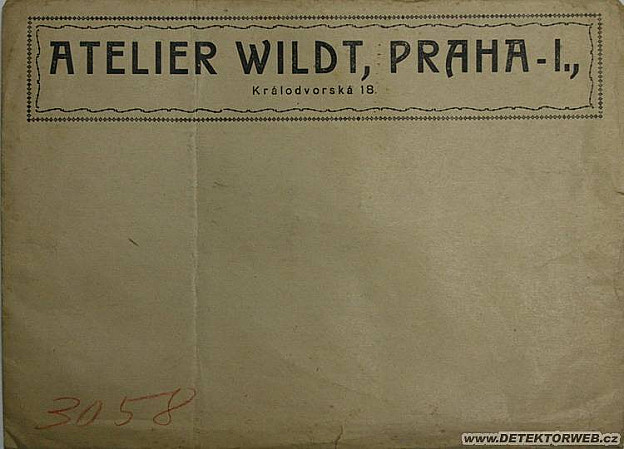 ATELIER WILDT, PRAHA-I.,
Králodvorská 18.
3058
www.DETEKTORWEB.cz